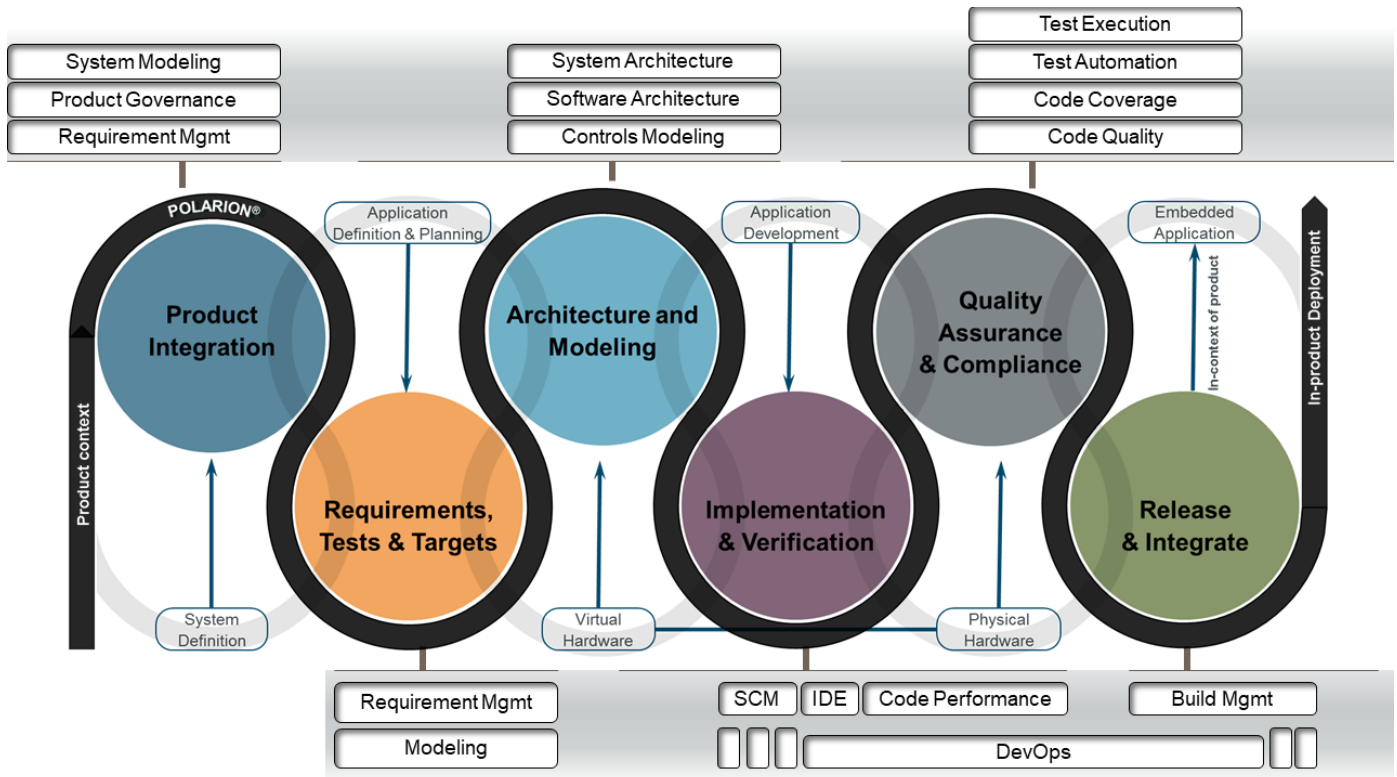 System Modeling
Product Governance
Requirement Mgmt
System Architecture
Software Architecture
Controls Modeling
Test Execution
Test Automation
Code Coverage
Code Quality
POLARION®
Application
Definition & Planning
Application
Development
Embedded
Application
Product
Integration
Architecture and
Modeling
Quality
Assurance
& Compliance
In-context of product
In-product Deployment
Product context
Requirements,
Tests & Targets
Implementation
& Verification
Release
& Integrate
System
Definition
Virtual
Hardware
Physical
Hardware
Requirement Mgmt
Modeling
SCM
IDE
Code Performance
Build Mgmt
DevOps